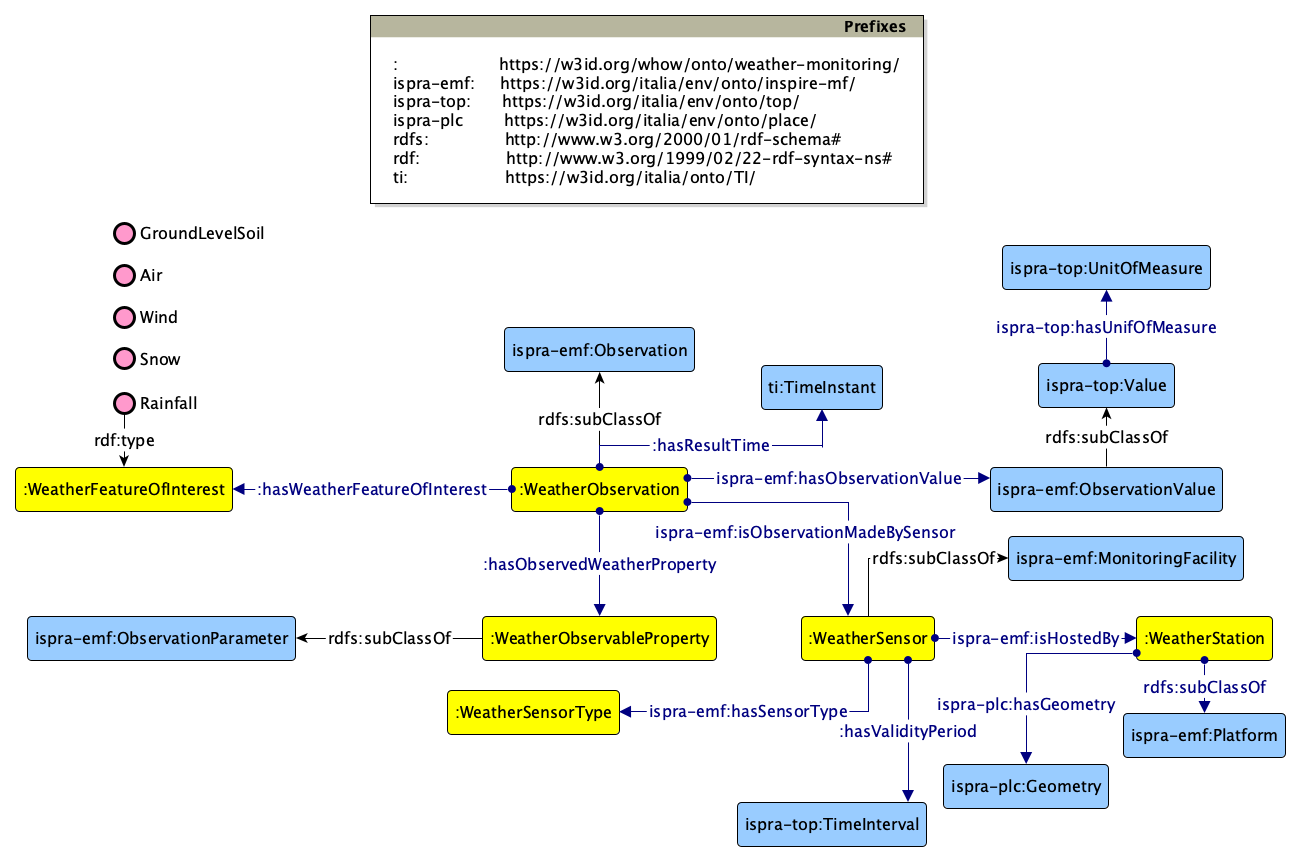 Prefixes
: https://w3id.org/whow/onto/weather-monitoring/
ispra-emf: https://w3id.org/italia/env/onto/inspire-mf/
ispra-top: https://w3id.org/italia/env/onto/top/
ispra-plc https://w3id.org/italia/env/onto/place/
rdfs: http://www.w3.org/2000/01/rdf-schema#
rdf: http://www.w3.org/1999/02/22-rdf-syntax-ns#
ti: https://w3id.org/italia/onto/TI/
GroundLevelSoil
Air
Wind
Snow
Rainfall
rdf:type
ispra-top:UnitOfMeasure
ispra-top:hasUnifOfMeasure
ispra-emf:Observation
ti:TimeInstant
ispra-top:Value
rdfs:subClassOf
:hasResultTime
rdfs:subClassOf
:WeatherFeatureOfInterest
:hasWeatherFeatureOfInterest
:WeatherObservation
ispra-emf:hasObservationValue
ispra-emf:ObservationValue
ispra-emf:isObservationMadeBySensor
:hasObservedWeatherProperty
rdfs:subClassOf
ispra-emf:MonitoringFacility
ispra-emf:ObservationParameter
rdfs:subClassOf
:WeatherObservableProperty
:WeatherSensor
ispra-emf:isHostedBy
:WeatherStation
rdfs:subClassOf
ispra-plc:hasGeometry
:WeatherSensorType
ispra-emf:hasSensorType
:hasValidityPeriod
ispra-emf:Platform
ispra-plc:Geometry
ispra-top:TimeInterval